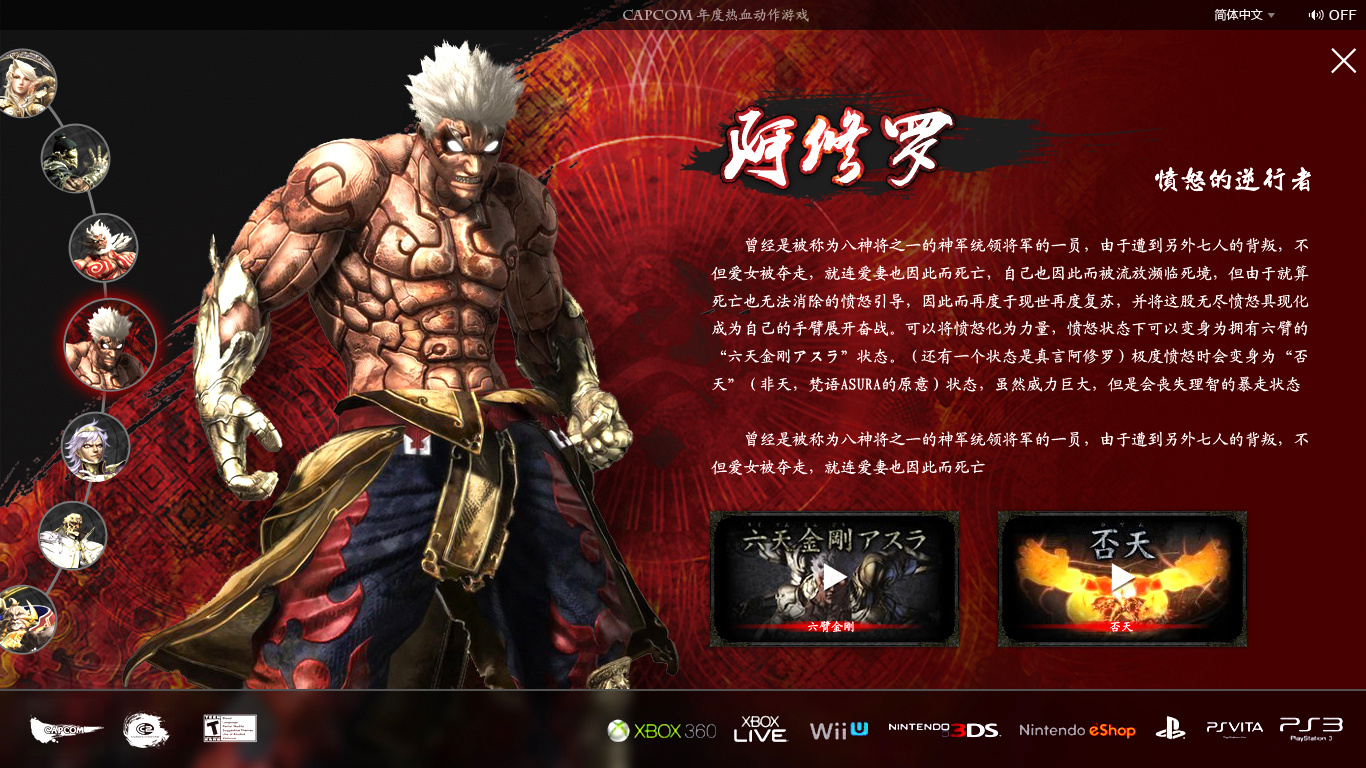 CAPCOM 年度热血动作游戏
简体中文
OFF
阿修罗
愤怒的逆行者
曾经是被称为八神将之一的神军统领将军的一员，由于遭到另外七人的背叛，不
但爱女被夺走，就连爱妻也因此而死亡，自己也因此而被流放濒临死境，但由于就算
死亡也无法消除的愤怒引导，因此而再度于现世再度复苏，并将这股无尽愤怒具现化
成为自己的手臂展开奋战。可以将愤怒化为力量，愤怒状态下可以变身为拥有六臂的
“六天金刚アスラ”状态。（还有一个状态是真言阿修罗）极度愤怒时会变身为“否
天”（非天，梵语ASURA的原意）状态，虽然威力巨大，但是会丧失理智的暴走状态
曾经是被称为八神将之一的神军统领将军的一员，由于遭到另外七人的背叛，不
但爱女被夺走，就连爱妻也因此而死亡
六天金剛アスラ
六臂金刚
否天
否天
CAPCOM
T
XBOX 360
XBOX
LIVE
Wii U
NINTENDO 3DS
Nintendo eShop
PSVITA
PS3
PlayStation 3